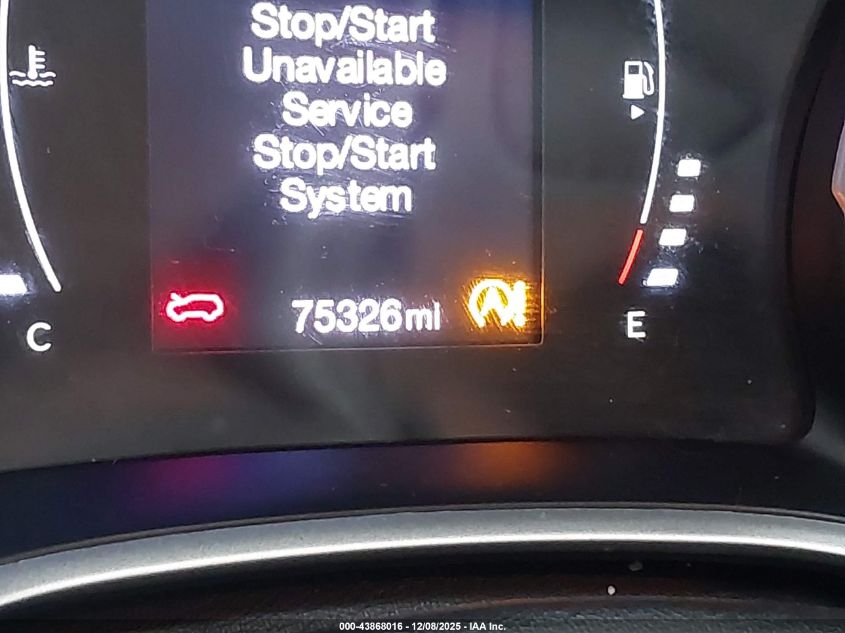 Stop/Start
Unavailable
Service
Stop/Start
System
75326mi
C
E
000-43868016 - 12/08/2025 - IAA Inc.